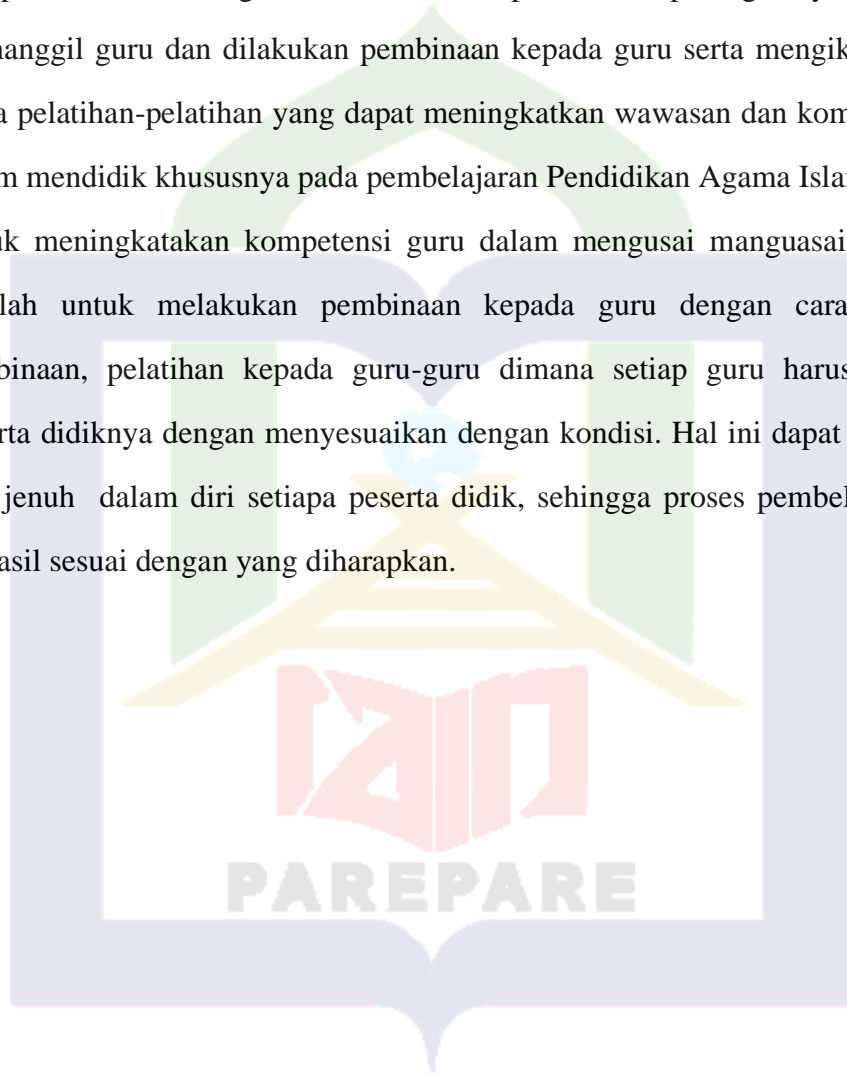 anggil guru dan dilakukan pembinaan kepada guru serta mengik
pelatihan-pelatihan yang dapat meningkatkan wawasan dan kom
m mendidik khususnya pada pembelajaran Pendidikan Agama Isla
uk meningkatakan kompetensi guru dalam mengusai manguasai
lah untuk melakukan pembinaan kepada guru dengan cara
binaan, pelatihan kepada guru-guru dimana setiap guru harus
rta didiknya dengan menyesuaikan dengan kondisi. Hal ini dapat
jenuh dalam diri setiapa peserta didik, sehingga proses pembel
asil sesuai dengan yang diharapkan.
iain
PAREPARE